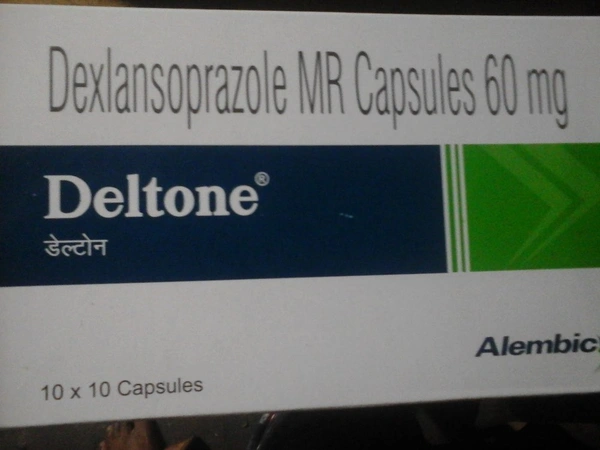 Dexlansoprazole MR Capsules 60 mg
Deltone®
डेल्टोन
Alembic
10 x 10 Capsules